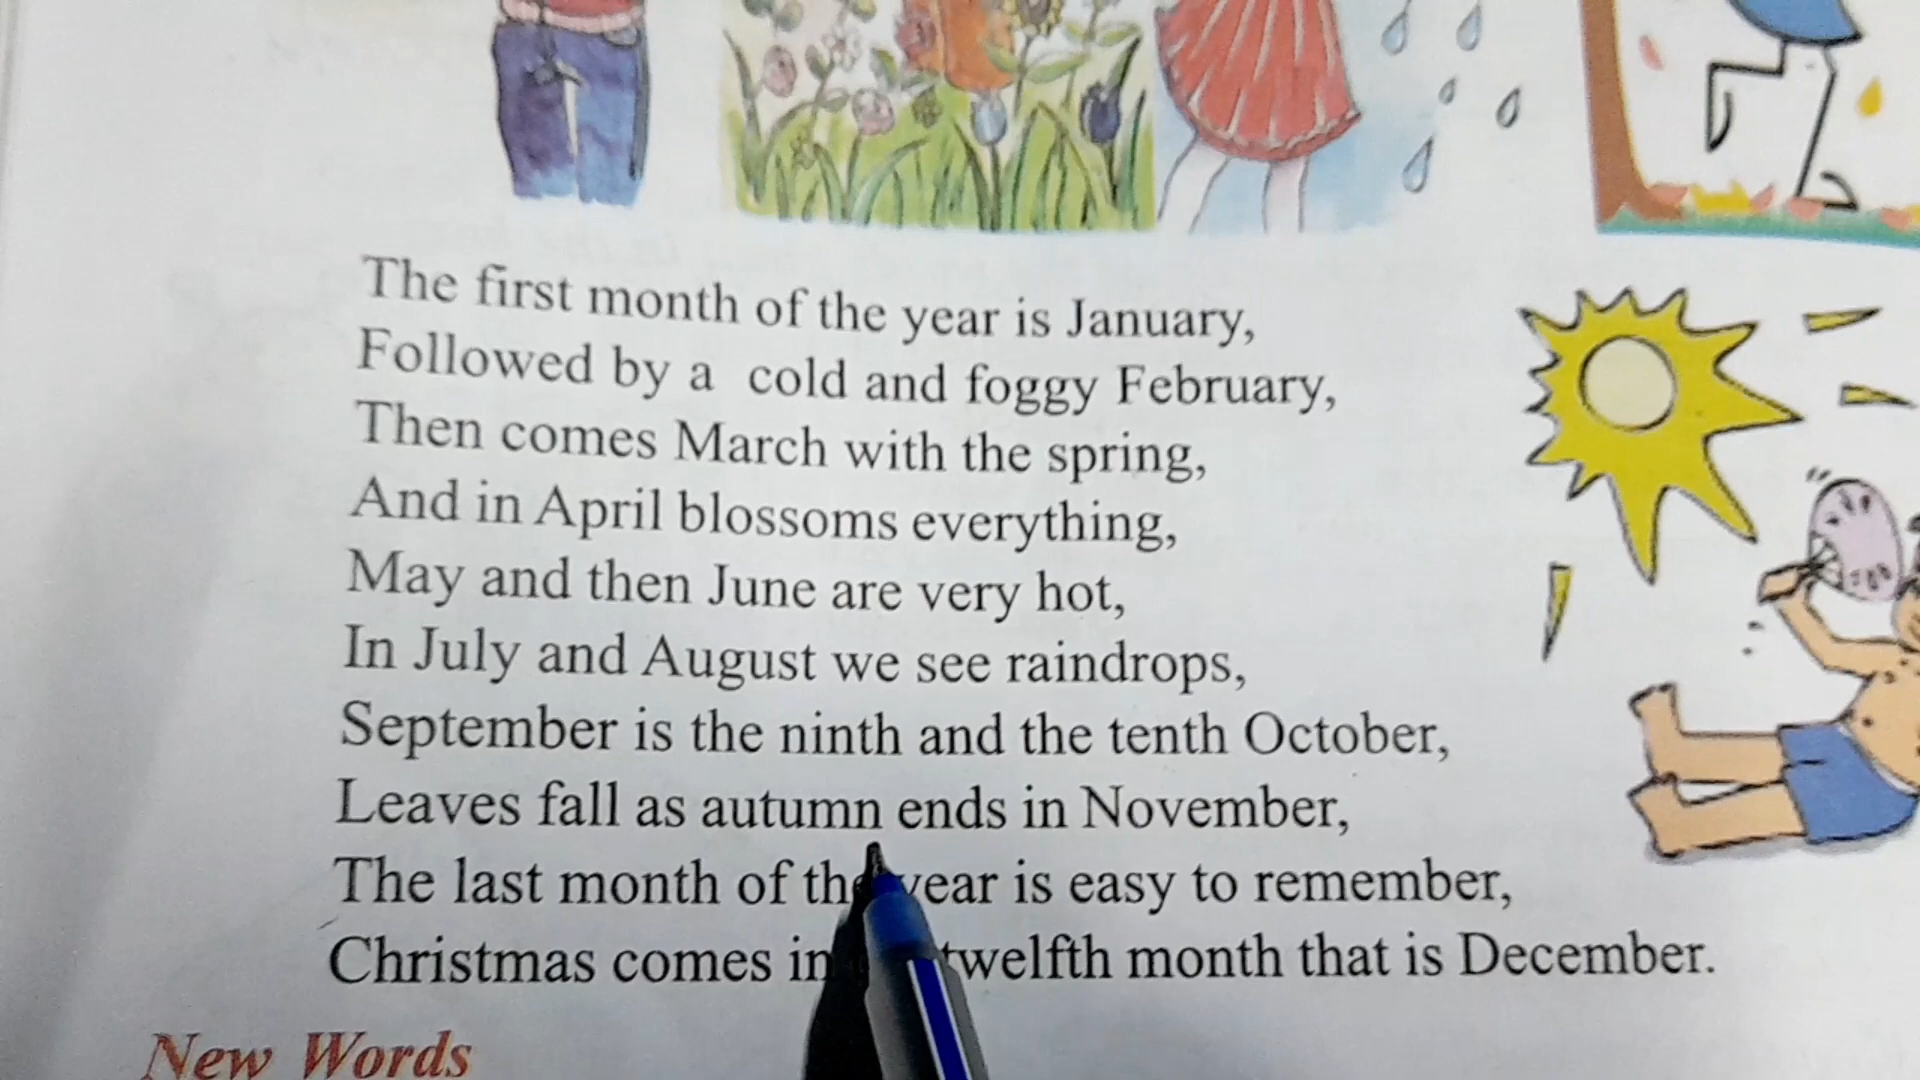 The first month of the year is January,
Followed by a cold and foggy February,
Then comes March with the spring,
And in April blossoms everything,
May and then June are very hot,
In July and August we see raindrops,
September is the ninth and the tenth October,
Leaves fall as autumn ends in November,
The last month of the year is easy to remember,
Christmas comes in twelfth month that is December.
New Words